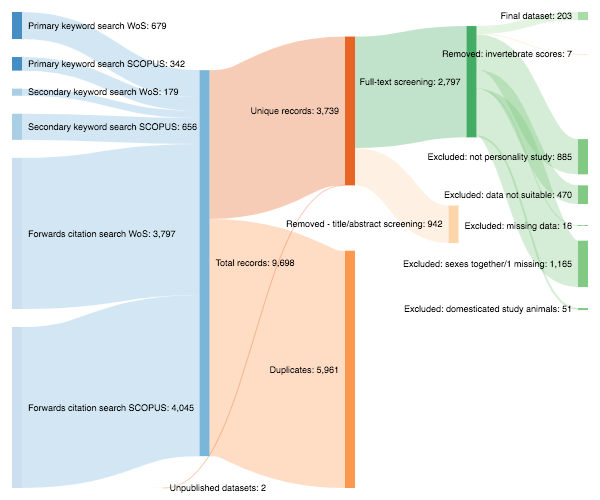 Primary keyword search WoS: 679
Primary keyword search SCOPUS: 342
Secondary keyword search WoS: 179
Secondary keyword search SCOPUS: 656
Forwards citation search WoS: 3,797
Forwards citation search SCOPUS: 4,045
Unpublished datasets: 2
Total records: 9,698
Unique records: 3,739
Duplicates: 5,961
Full-text screening: 2,797
Removed - title/abstract screening: 942
Final dataset: 203
Removed: invertebrate scores: 7
Excluded: not personality study: 885
Excluded: data not suitable: 470
Excluded: missing data: 16
Excluded: sexes together/1 missing: 1,165
Excluded: domesticated study animals: 51